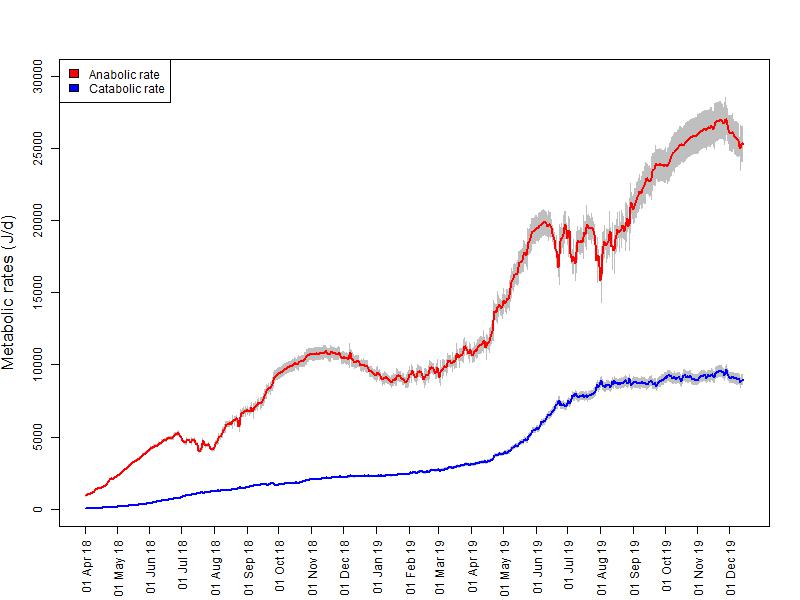 Anabolic rate
Catabolic rate
Metabolic rates (J/d)
30000
25000
20000
15000
10000
5000
0
01 Apr 18
01 May 18
01 Jun 18
01 Jul 18
01 Aug 18
01 Sep 18
01 Oct 18
01 Nov 18
01 Dec 18
01 Jan 19
01 Feb 19
01 Mar 19
01 Apr 19
01 May 19
01 Jun 19
01 Jul 19
01 Aug 19
01 Sep 19
01 Oct 19
01 Nov 19
01 Dec 19